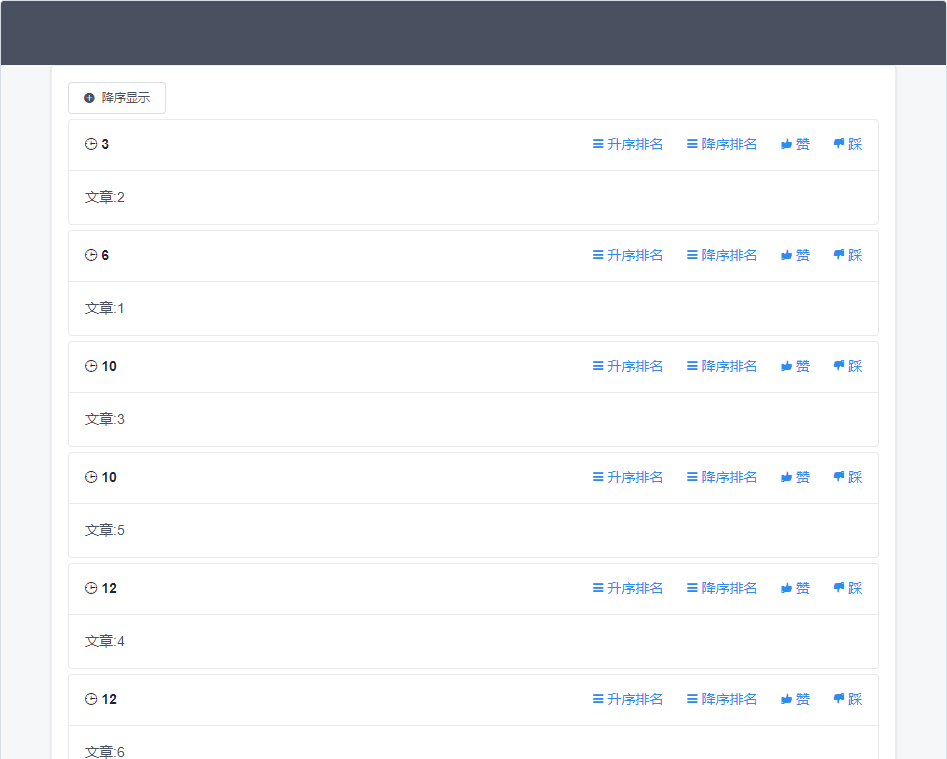 降序显示
3 升序排名 降序排名 赞 踩
文章:2
6 升序排名 降序排名 赞 踩
文章:1
10 升序排名 降序排名 赞 踩
文章:3
10 升序排名 降序排名 赞 踩
文章:5
12 升序排名 降序排名 赞 踩
文章:4
12 升序排名 降序排名 赞 踩
文章:6